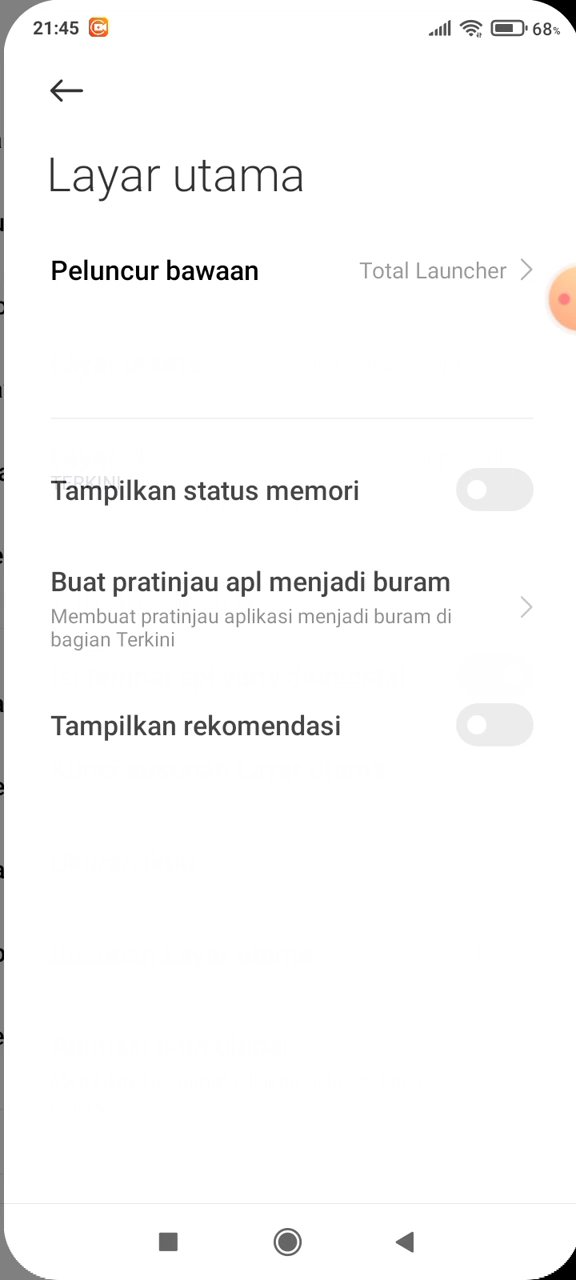 21:45
68%
Layar utama
Peluncur bawaan
Total Launcher
TERKINI
Tampilkan status memori
Buat pratinjau apl menjadi buram
Membuat pratinjau aplikasi menjadi buram di
bagian Terkini
Tampilkan rekomendasi